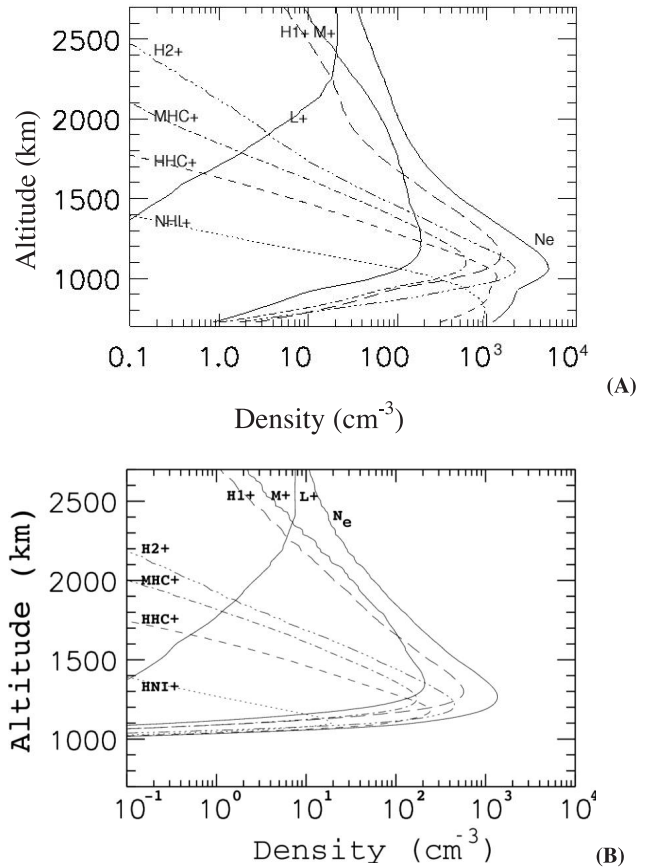 2500
2000
1500
1000
Altitude (km)
H1+ M+
H2+
MHC+
L+
HHC+
NHI+
Ne
0.1 1.0 10 100 10³ 10⁴
(A)
Density (cm⁻³)
2500
2000
1500
1000
Altitude (km)
H1+ M+ L+
Nₑ
H2+
MHC+
HHC+
HNI+
10⁻¹ 10⁰ 10¹ 10² 10³ 10⁴
Density (cm⁻³)
(B)